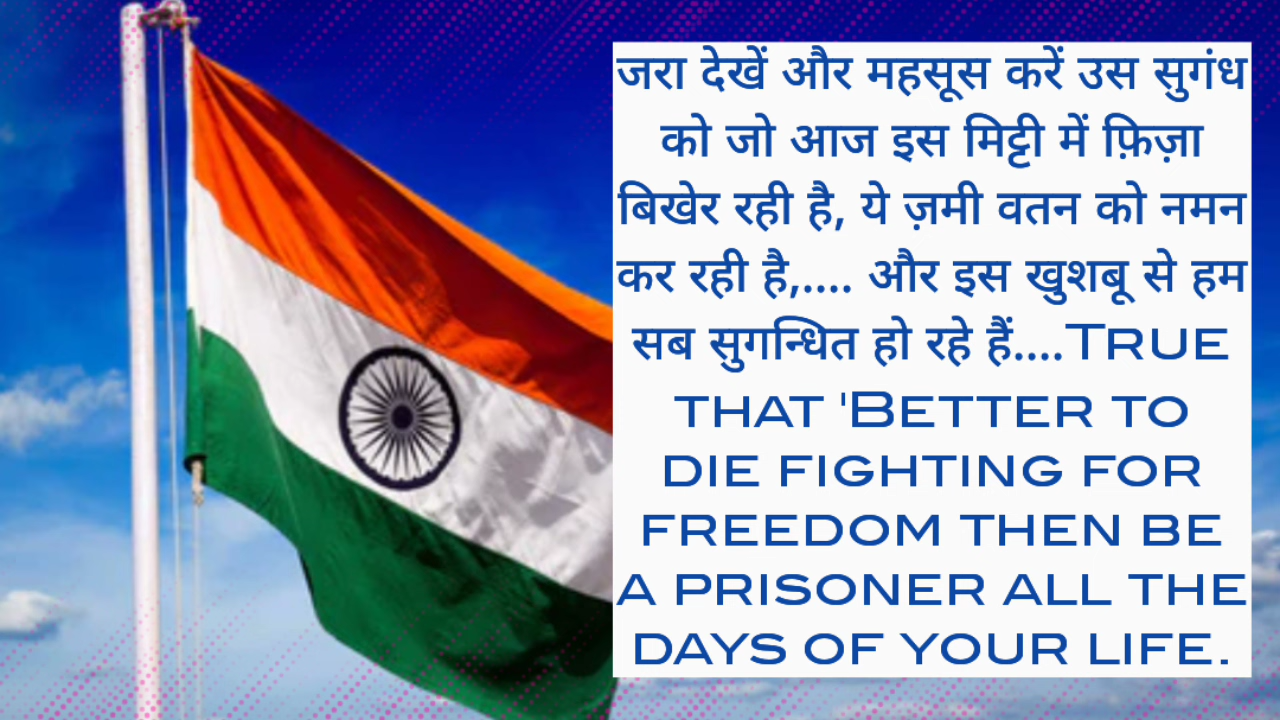 जरा देखें और महसूस करें उस सुगंध
को जो आज इस मिट्टी में फ़िज़ा
बिखेर रही है, ये ज़मी वतन को नमन
कर रही है,.... और इस खुशबू से हम
सब सुगन्धित हो रहे हैं....True
that 'Better to
die fighting for
freedom then be
a prisoner all the
days of your life.